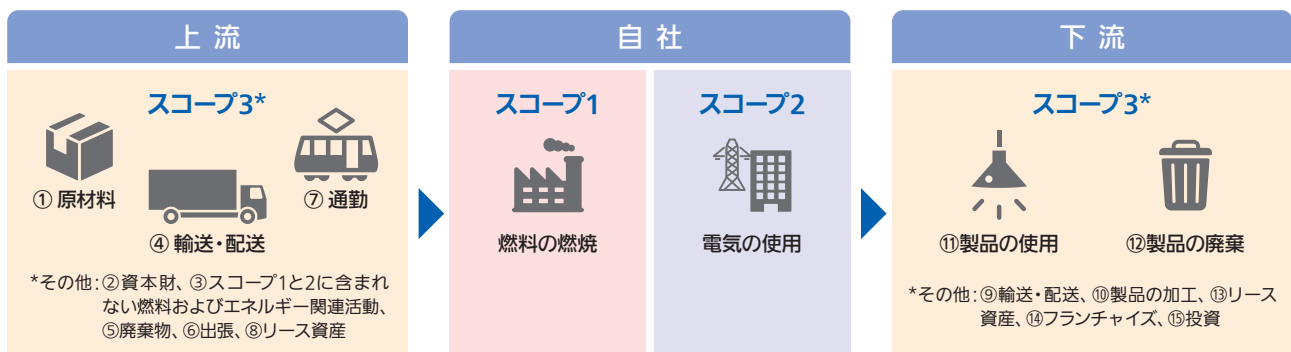 上流
スコープ3*
① 原材料
⑦ 通勤
④ 輸送・配送
*その他:②資本財、③スコープ1と2に含まれ
ない燃料およびエネルギー関連活動、
⑤廃棄物、⑥出張、⑧リース資産
自社
スコープ1
燃料の燃焼
スコープ2
電気の使用
下流
スコープ3*
⑪製品の使用
⑫製品の廃棄
*その他:⑨輸送・配送、⑩製品の加工、⑬リース
資産、⑭フランチャイズ、⑮投資